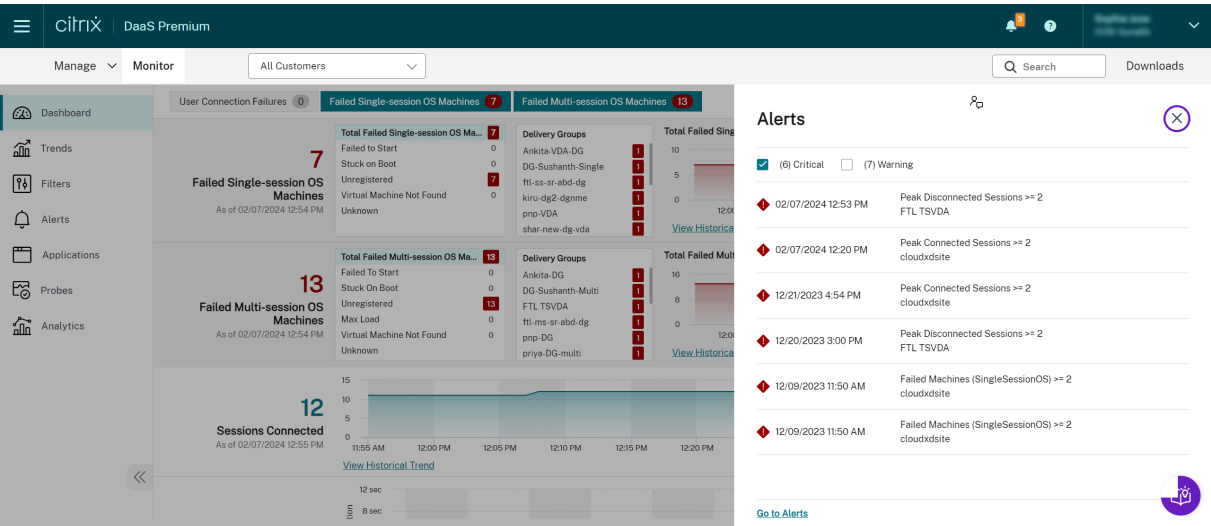 citrix DaaS Premium 3 ?
Manage Monitor All Customers Search Downloads
Dashboard
Trends
Filters
Alerts
Applications
Probes
Analytics
User Connection Failures 0 Failed Single-session OS Machines 7 Failed Multi-session OS Machines 13
7
Failed Single-session OS
Machines
As of 02/07/2024 12:54 PM
Total Failed Single-session OS Ma... 7
Failed to Start 0
Stuck on Boot 0
Unregistered 7
Virtual Machine Not Found 0
Unknown
Delivery Groups
Ankita-VDA-DG 1
DG-Sushanth-Single 1
ftl-ss-sr-abd-dg 1
kiru-dg2-dgnme 1
pnp-VDA 1
shar-new-dg-vda 1
Total Failed Sing
10
5
0
12:00
View Historica
13
Failed Multi-session OS
Machines
As of 02/07/2024 12:54 PM
Total Failed Multi-session OS Ma... 13
Failed To Start 0
Stuck On Boot 0
Unregistered 13
Max Load 0
Virtual Machine Not Found 0
Unknown
Delivery Groups
Ankita-DG 1
DG-Sushanth-Multi 1
FTL TSVDA 1
ftl-ms-sr-abd-dg 1
pnp-DG 1
priya-DG-multi 1
Total Failed Mult
16
8
0
12:00
View Historica
12
Sessions Connected
As of 02/07/2024 12:55 PM
15
10
5
0
11:55 AM 12:00 PM 12:05 PM 12:10 PM 12:15 PM 12:20 PM
View Historical Trend
12 sec
8 sec
Alerts
(6) Critical (7) Warning
02/07/2024 12:53 PM Peak Disconnected Sessions >= 2
FTL TSVDA
02/07/2024 12:20 PM Peak Connected Sessions >= 2
cloudxdsite
12/21/2023 4:54 PM Peak Connected Sessions >= 2
cloudxdsite
12/20/2023 3:00 PM Peak Disconnected Sessions >= 2
FTL TSVDA
12/09/2023 11:50 AM Failed Machines (SingleSessionOS) >= 2
cloudxdsite
12/09/2023 11:50 AM Failed Machines (SingleSessionOS) >= 2
cloudxdsite
Go to Alerts